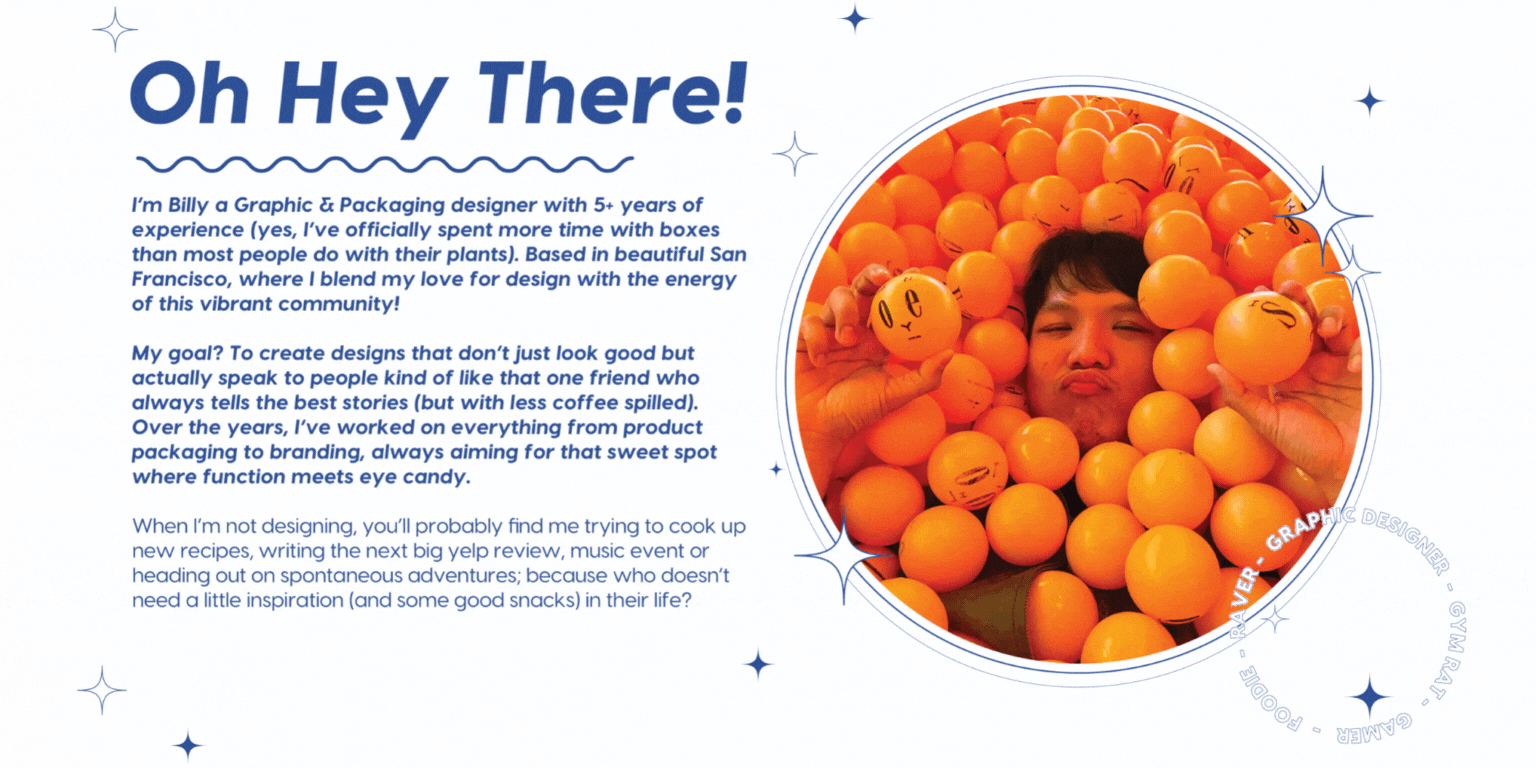 Oh Hey There!
I'm Billy a Graphic & Packaging designer with 5+ years of
experience (yes, I've officially spent more time with boxes
than most people do with their plants). Based in beautiful San
Francisco, where I blend my love for design with the energy
of this vibrant community!
My goal? To create designs that don't just look good but
actually speak to people kind of like that one friend who
always tells the best stories (but with less coffee spilled).
Over the years, I've worked on everything from product
packaging to branding, always aiming for that sweet spot
where function meets eye candy.
When I'm not designing, you'll probably find me trying to cook up
new recipes, writing the next big yelp review, music event or
heading out on spontaneous adventures; because who doesn't
need a little inspiration (and some good snacks) in their life?
GRAPHIC DESIGNER - GYM RAT - GAMER - FOODIE - RAVER -